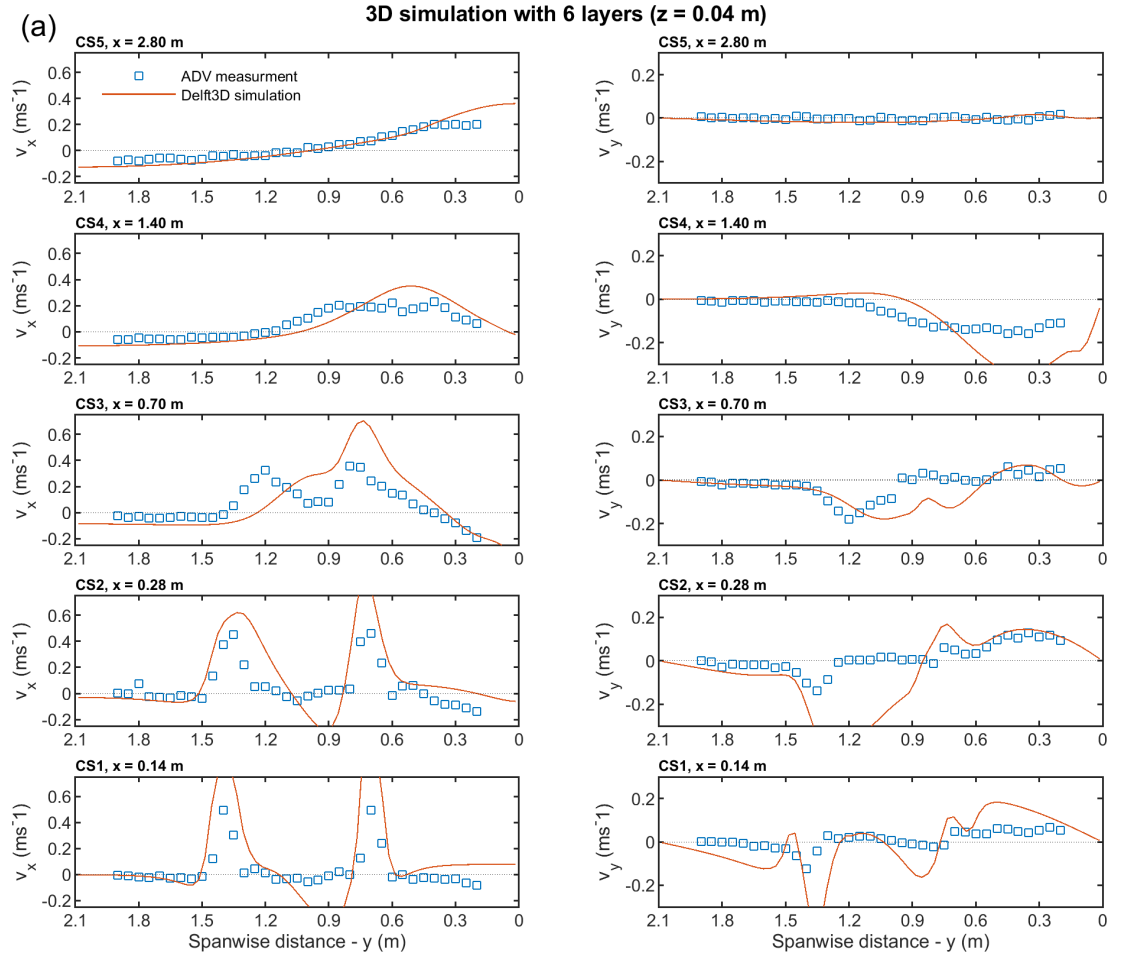 (a)
3D simulation with 6 layers (z = 0.04 m)
CS5, x = 2.80 m
v_x (ms^-1)
0.6
0.4
0.2
0
-0.2
ADV measurment
Delft3D simulation
2.1 1.8 1.5 1.2 0.9 0.6 0.3 0
CS5, x = 2.80 m
v_y (ms^-1)
0.2
0
-0.2
2.1 1.8 1.5 1.2 0.9 0.6 0.3 0
CS4, x = 1.40 m
v_x (ms^-1)
0.6
0.4
0.2
0
-0.2
2.1 1.8 1.5 1.2 0.9 0.6 0.3 0
CS4, x = 1.40 m
v_y (ms^-1)
0.2
0
-0.2
2.1 1.8 1.5 1.2 0.9 0.6 0.3 0
CS3, x = 0.70 m
v_x (ms^-1)
0.6
0.4
0.2
0
-0.2
2.1 1.8 1.5 1.2 0.9 0.6 0.3 0
CS3, x = 0.70 m
v_y (ms^-1)
0.2
0
-0.2
2.1 1.8 1.5 1.2 0.9 0.6 0.3 0
CS2, x = 0.28 m
v_x (ms^-1)
0.6
0.4
0.2
0
-0.2
2.1 1.8 1.5 1.2 0.9 0.6 0.3 0
CS2, x = 0.28 m
v_y (ms^-1)
0.2
0
-0.2
2.1 1.8 1.5 1.2 0.9 0.6 0.3 0
CS1, x = 0.14 m
v_x (ms^-1)
0.6
0.4
0.2
0
-0.2
2.1 1.8 1.5 1.2 0.9 0.6 0.3 0
Spanwise distance - y (m)
CS1, x = 0.14 m
v_y (ms^-1)
0.2
0
-0.2
2.1 1.8 1.5 1.2 0.9 0.6 0.3 0
Spanwise distance - y (m)